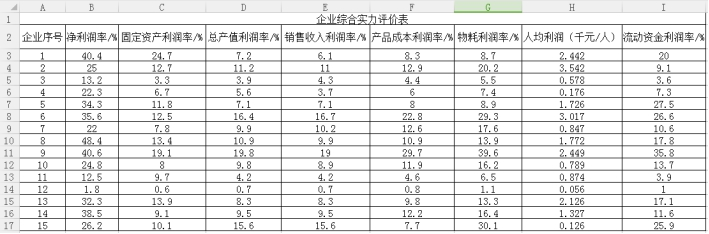 A B C D E F G H I
1 企业综合实力评价表
2 企业序号 净利润率/% 固定资产利润率/% 总产值利润率/% 销售收入利润率/% 产品成本利润率/% 物耗利润率/% 人均利润（千元/人） 流动资金利润率/%
3 1 40.4 24.7 7.2 6.1 8.3 8.7 2.442 20
4 2 25 12.7 11.2 11 12.9 20.2 3.542 9.1
5 3 13.2 3.3 3.9 4.3 4.4 5.5 0.578 3.6
6 4 22.3 6.7 5.6 3.7 6 7.4 0.176 7.3
7 5 34.3 11.8 7.1 7.1 8 8.9 1.726 27.5
8 6 35.6 12.5 16.4 16.7 22.8 29.3 3.017 26.6
9 7 22 7.8 9.9 10.2 12.6 17.6 0.847 10.6
10 8 48.4 13.4 10.9 9.9 10.9 13.9 1.772 17.8
11 9 40.6 19.1 19.8 19 29.7 39.6 2.449 35.8
12 10 24.8 8 9.8 8.9 11.9 16.2 0.789 13.7
13 11 12.5 9.7 4.2 4.2 4.6 6.5 0.874 3.9
14 12 1.8 0.6 0.7 0.7 0.8 1.1 0.056 1
15 13 32.3 13.9 8.3 8.3 9.8 13.3 2.126 17.1
16 14 38.5 9.1 9.5 9.5 12.2 16.4 1.327 11.6
17 15 26.2 10.1 15.6 15.6 7.7 30.1 0.126 25.9